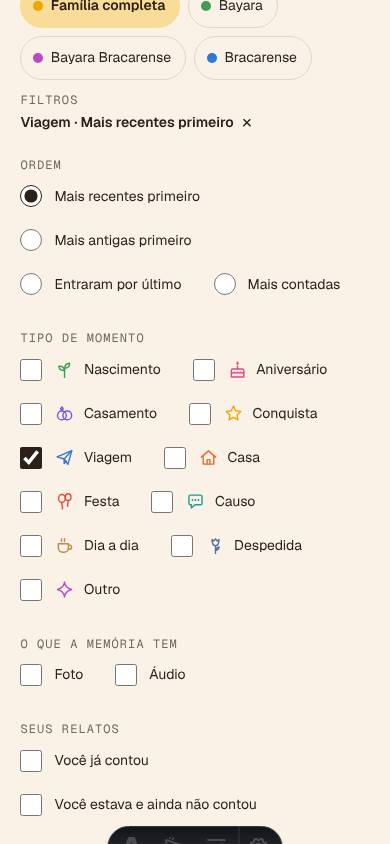 Família completa Bayara
Bayara Bracarense Bracarense
FILTROS
Viagem · Mais recentes primeiro ×
ORDEM
Mais recentes primeiro
Mais antigas primeiro
Entraram por último Mais contadas
TIPO DE MOMENTO
Nascimento Aniversário
Casamento Conquista
Viagem Casa
Festa Causo
Dia a dia Despedida
Outro
O QUE A MEMÓRIA TEM
Foto Áudio
SEUS RELATOS
Você já contou
Você estava e ainda não contou